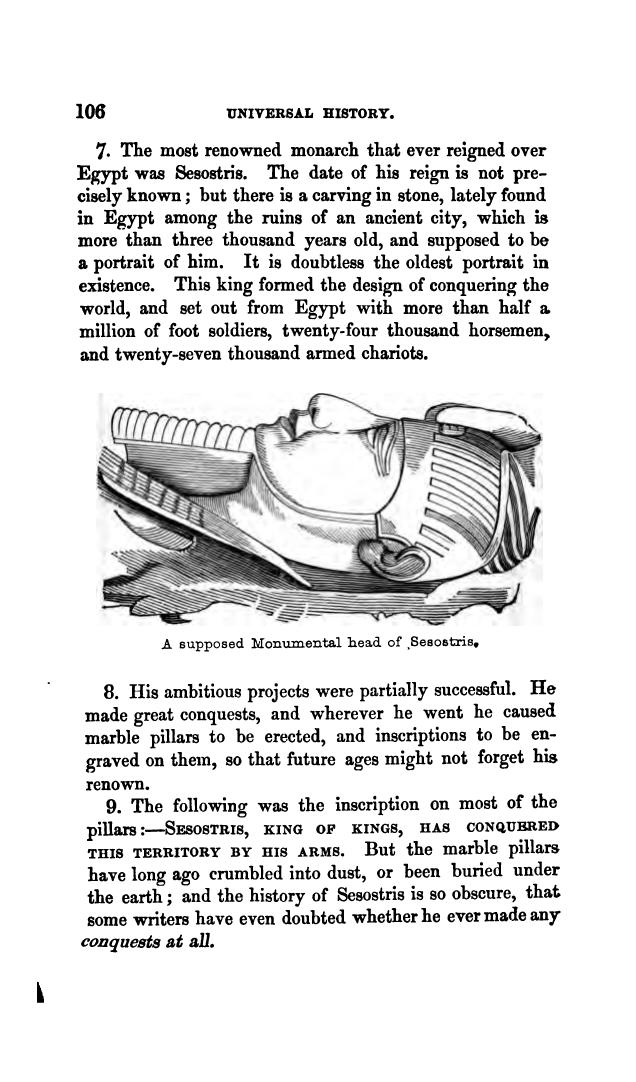 106 UNIVERSAL HISTORY.
7. The most renowned monarch that ever reigned over
Egypt was Sesostris. The date of his reign is not pre-
cisely known; but there is a carving in stone, lately found
in Egypt among the ruins of an ancient city, which is
more than three thousand years old, and supposed to be
a portrait of him. It is doubtless the oldest portrait in
existence. This king formed the design of conquering the
world, and set out from Egypt with more than half a
million of foot soldiers, twenty-four thousand horsemen,
and twenty-seven thousand armed chariots.
A supposed Monumental head of Sesostris.
8. His ambitious projects were partially successful. He
made great conquests, and wherever he went he caused
marble pillars to be erected, and inscriptions to be en-
graved on them, so that future ages might not forget his
renown.
9. The following was the inscription on most of the
pillars:—SESOSTRIS, KING OF KINGS, HAS CONQUERED
THIS TERRITORY BY HIS ARMS. But the marble pillars
have long ago crumbled into dust, or been buried under
the earth; and the history of Sesostris is so obscure, that
some writers have even doubted whether he ever made any
conquests at all.